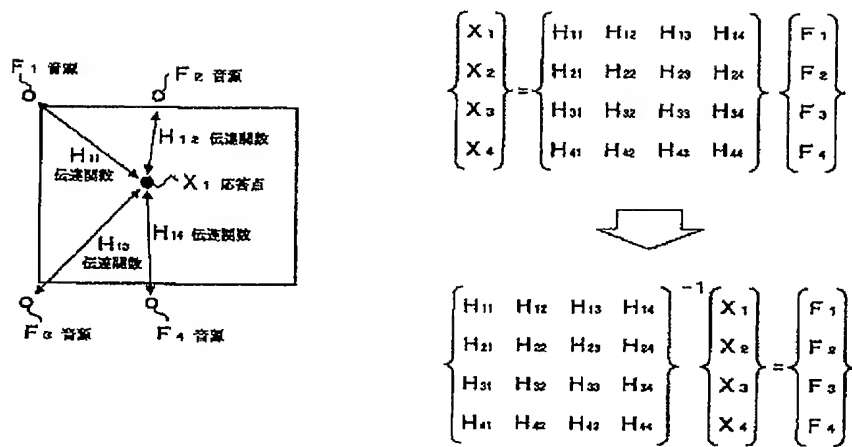 F1 音源
F2 音源
H12 伝達関数
H11
伝達関数
X1 応答点
H14 伝達関数
H13
伝達関数
F3 音源
F4 音源
X1 = H11 H12 H13 H14 F1
X2 H21 H22 H23 H24 F2
X3 H31 H32 H33 H34 F3
X4 H41 H42 H43 H44 F4
H11 H12 H13 H14 -1 X1 = F1
H21 H22 H23 H24 X2 F2
H31 H32 H33 H34 X3 F3
H41 H42 H43 H44 X4 F4